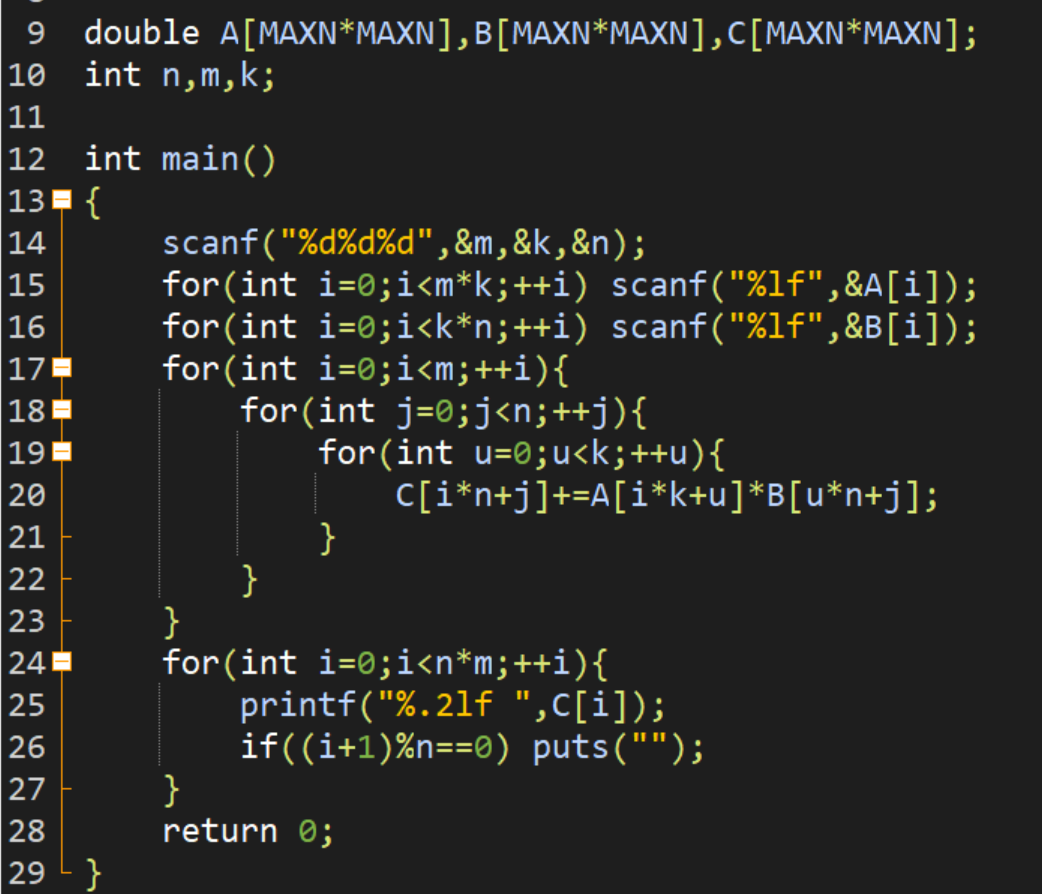 9 double A[MAXN*MAXN],B[MAXN*MAXN],C[MAXN*MAXN];
10 int n,m,k;
11
12 int main()
13 {
14     scanf("%d%d%d",&m,&k,&n);
15     for(int i=0;i<m*k;++i) scanf("%lf",&A[i]);
16     for(int i=0;i<k*n;++i) scanf("%lf",&B[i]);
17     for(int i=0;i<m;++i){
18         for(int j=0;j<n;++j){
19             for(int u=0;u<k;++u){
20                 C[i*n+j]+=A[i*k+u]*B[u*n+j];
21             }
22         }
23     }
24     for(int i=0;i<n*m;++i){
25         printf("%.2lf ",C[i]);
26         if((i+1)%n==0) puts("");
27     }
28     return 0;
29 }